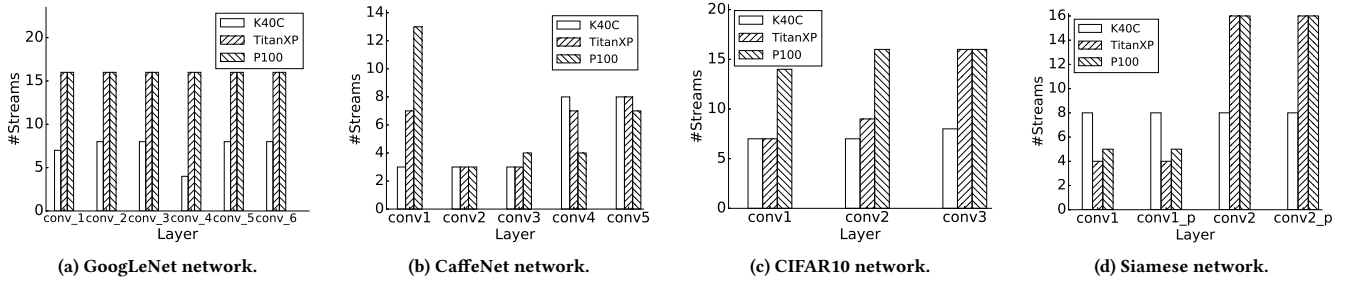 K40C
TitanXP
P100
#Streams
20
15
10
5
0
conv_1 conv_2 conv_3 conv_4 conv_5 conv_6
Layer
(a) GoogLeNet network.
K40C
TitanXP
P100
#Streams
14
12
10
8
6
4
2
0
conv1 conv2 conv3 conv4 conv5
Layer
(b) CaffeNet network.
K40C
TitanXP
P100
#Streams
20
15
10
5
0
conv1 conv2 conv3
Layer
(c) CIFAR10 network.
K40C
TitanXP
P100
#Streams
16
14
12
10
8
6
4
2
0
conv1 conv1_p conv2 conv2_p
Layer
(d) Siamese network.